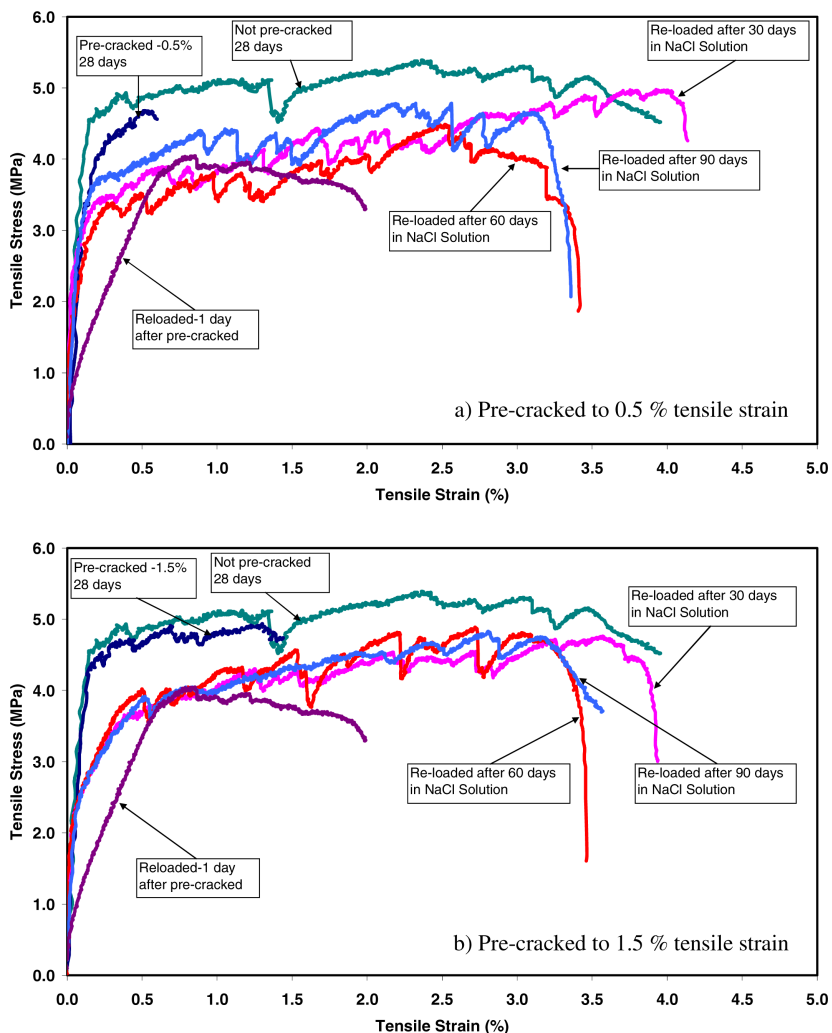 6.0
5.0
4.0
3.0
2.0
1.0
0.0
Tensile Stress (MPa)
Pre-cracked -0.5%
28 days
Not pre-cracked
28 days
Re-loaded after 30 days
in NaCl Solution
Re-loaded after 90 days
in NaCl Solution
Re-loaded after 60 days
in NaCl Solution
Reloaded-1 day
after pre-cracked
a) Pre-cracked to 0.5 % tensile strain
0.0 0.5 1.0 1.5 2.0 2.5 3.0 3.5 4.0 4.5 5.0
Tensile Strain (%)
6.0
5.0
4.0
3.0
2.0
1.0
0.0
Tensile Stress (MPa)
Pre-cracked -1.5%
28 days
Not pre-cracked
28 days
Re-loaded after 30 days
in NaCl Solution
Re-loaded after 60 days
in NaCl Solution
Re-loaded after 90 days
in NaCl Solution
Reloaded-1 day
after pre-cracked
b) Pre-cracked to 1.5 % tensile strain
0.0 0.5 1.0 1.5 2.0 2.5 3.0 3.5 4.0 4.5 5.0
Tensile Strain (%)